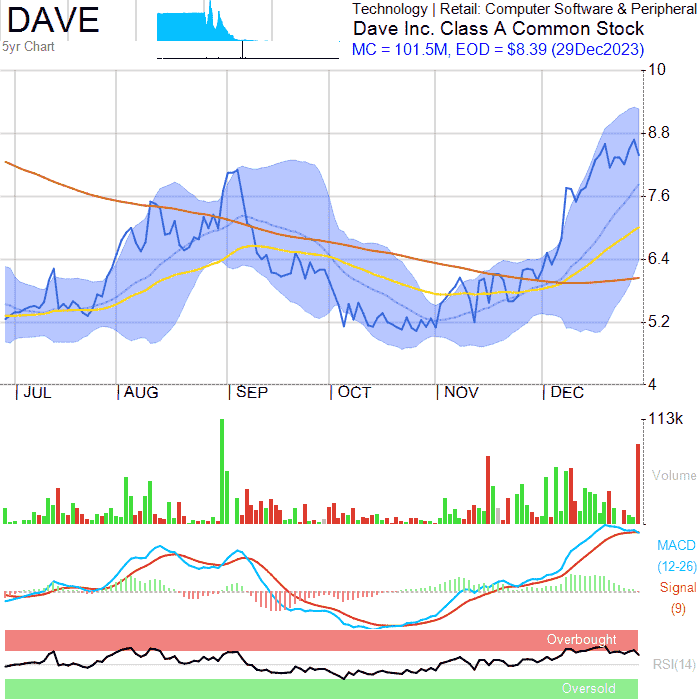 DAVE
5yr Chart
Technology | Retail: Computer Software & Peripheral
Dave Inc. Class A Common Stock
MC = 101.5M, EOD = $8.39 (29Dec2023)
10
8.8
7.6
6.4
5.2
4
JUL AUG SEP OCT NOV DEC
113k
Volume
MACD
(12-26)
Signal
(9)
Overbought
RSI(14)
Oversold